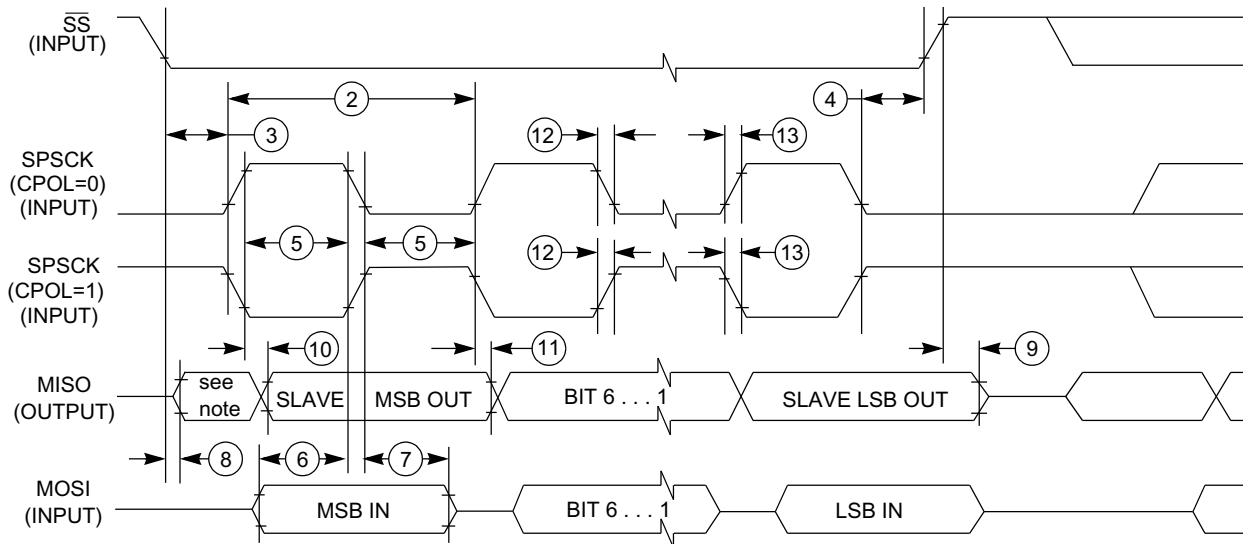 SS
(INPUT)
2
4
3
12
13
SPSCK
(CPOL=0)
(INPUT)
5
5
SPSCK
(CPOL=1)
(INPUT)
12
13
10
11
9
MISO
(OUTPUT)
see
note
SLAVE
MSB OUT
BIT 6 . . . 1
SLAVE LSB OUT
8
6
7
MOSI
(INPUT)
MSB IN
BIT 6 . . . 1
LSB IN